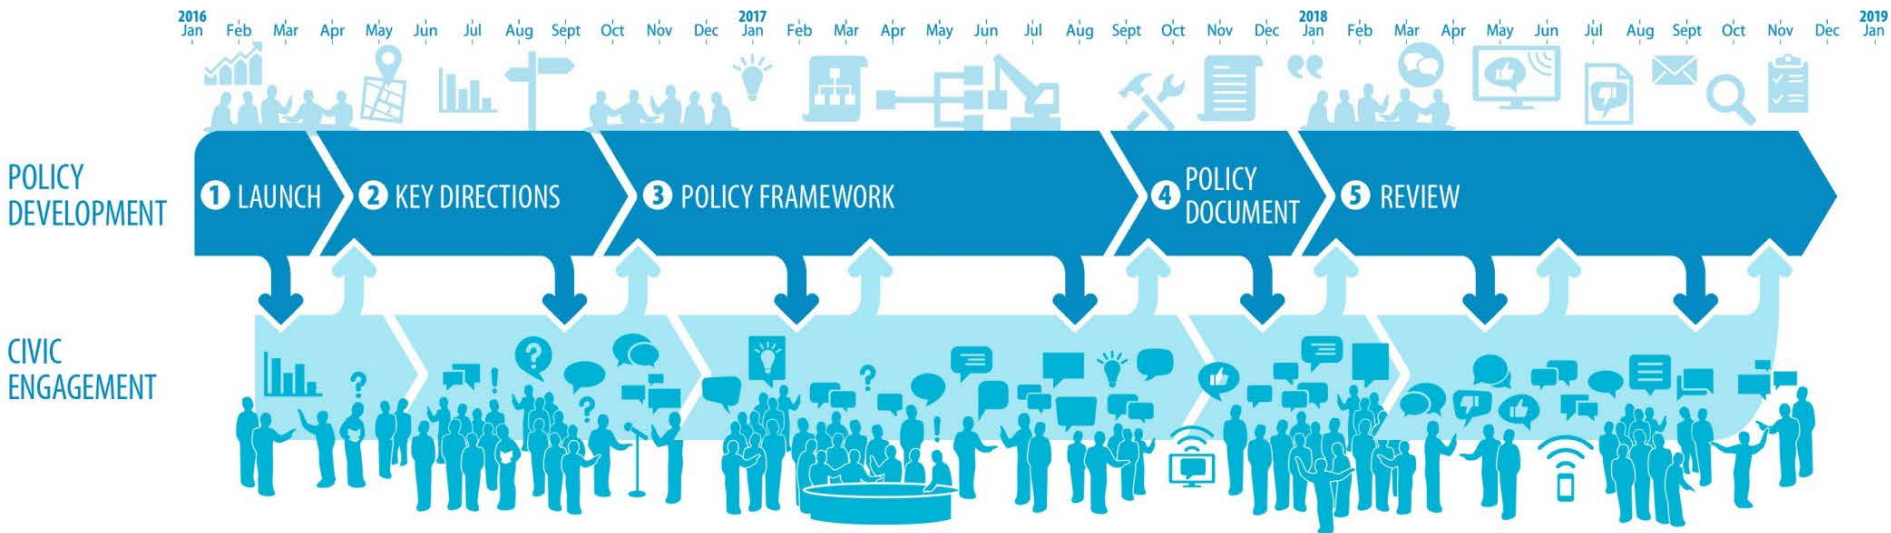 2016 2017 2018 2019
Jan Feb Mar Apr May Jun Jul Aug Sept Oct Nov Dec Jan Feb Mar Apr May Jun Jul Aug Sept Oct Nov Dec Jan Feb Mar Apr May Jun Jul Aug Sept Oct Nov Dec Jan
POLICY
DEVELOPMENT
1 LAUNCH
2 KEY DIRECTIONS
3 POLICY FRAMEWORK
4 POLICY
DOCUMENT
5 REVIEW
CIVIC
ENGAGEMENT